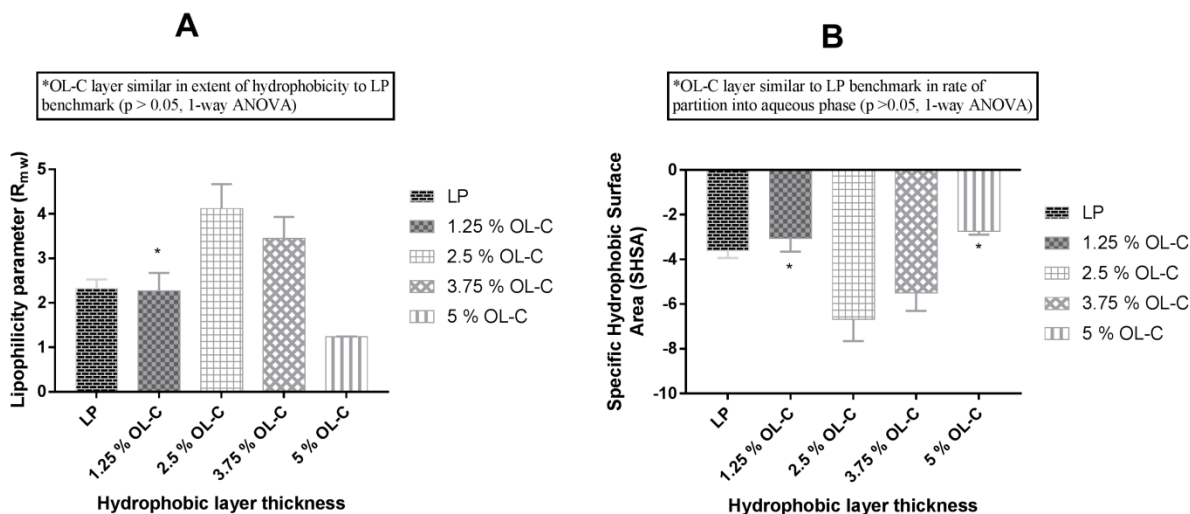 A
*OL-C layer similar in extent of hydrophobicity to LP
benchmark (p > 0.05, 1-way ANOVA)
Lipophilicity parameter (Rm w)
5
4
3
2
1
0
LP
1.25 % OL-C
2.5 % OL-C
3.75 % OL-C
5 % OL-C
*
LP
1.25 % OL-C
2.5 % OL-C
3.75 % OL-C
5 % OL-C
Hydrophobic layer thickness
B
*OL-C layer similar to LP benchmark in rate of
partition into aqueous phase (p >0.05, 1-way ANOVA)
Specific Hydrophobic Surface
Area (SHSA)
0
-2
-4
-6
-8
-10
LP
1.25 % OL-C
2.5 % OL-C
3.75 % OL-C
5 % OL-C
*
*
LP
1.25 % OL-C
2.5 % OL-C
3.75 % OL-C
5 % OL-C
Hydrophobic layer thickness